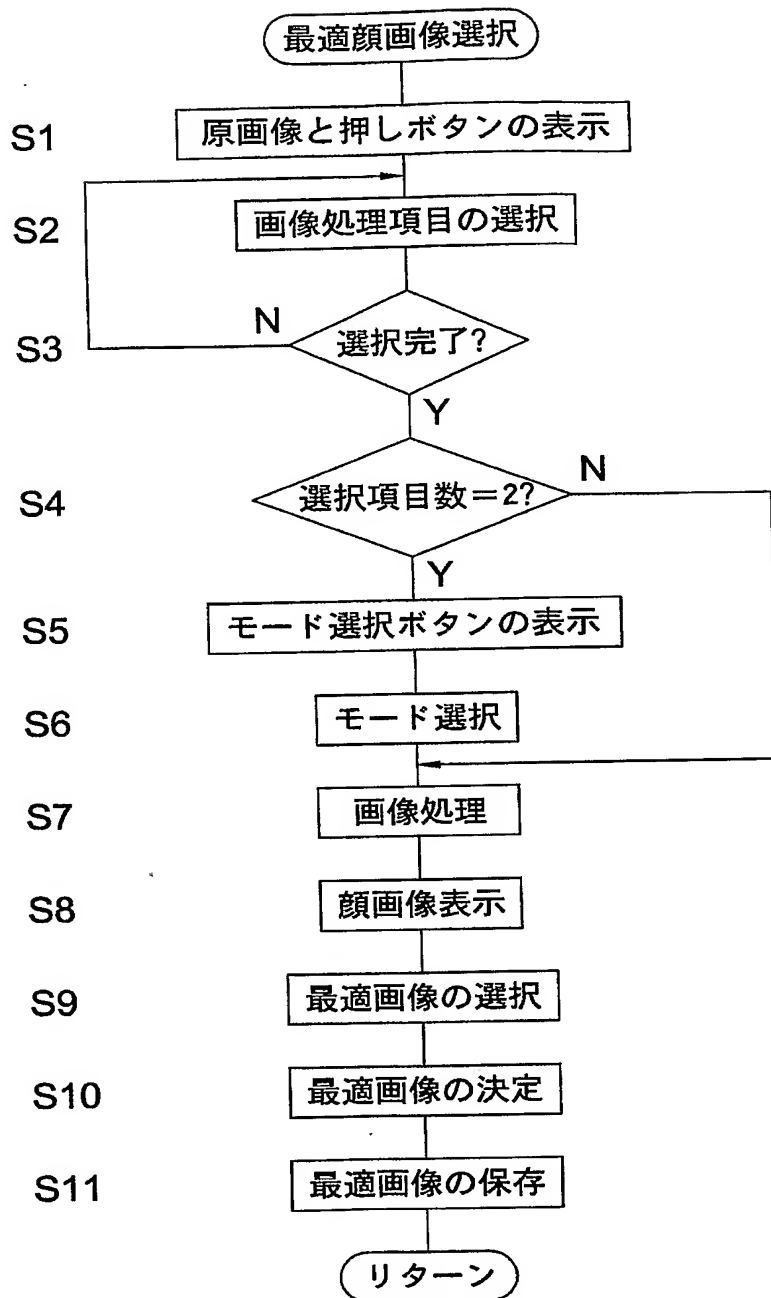 最適顔画像選択
S1
原画像と押しボタンの表示
S2
画像処理項目の選択
S3
選択完了?
N
Y
S4
選択項目数=2?
N
Y
S5
モード選択ボタンの表示
S6
モード選択
S7
画像処理
S8
顔画像表示
S9
最適画像の選択
S10
最適画像の決定
S11
最適画像の保存
リターン